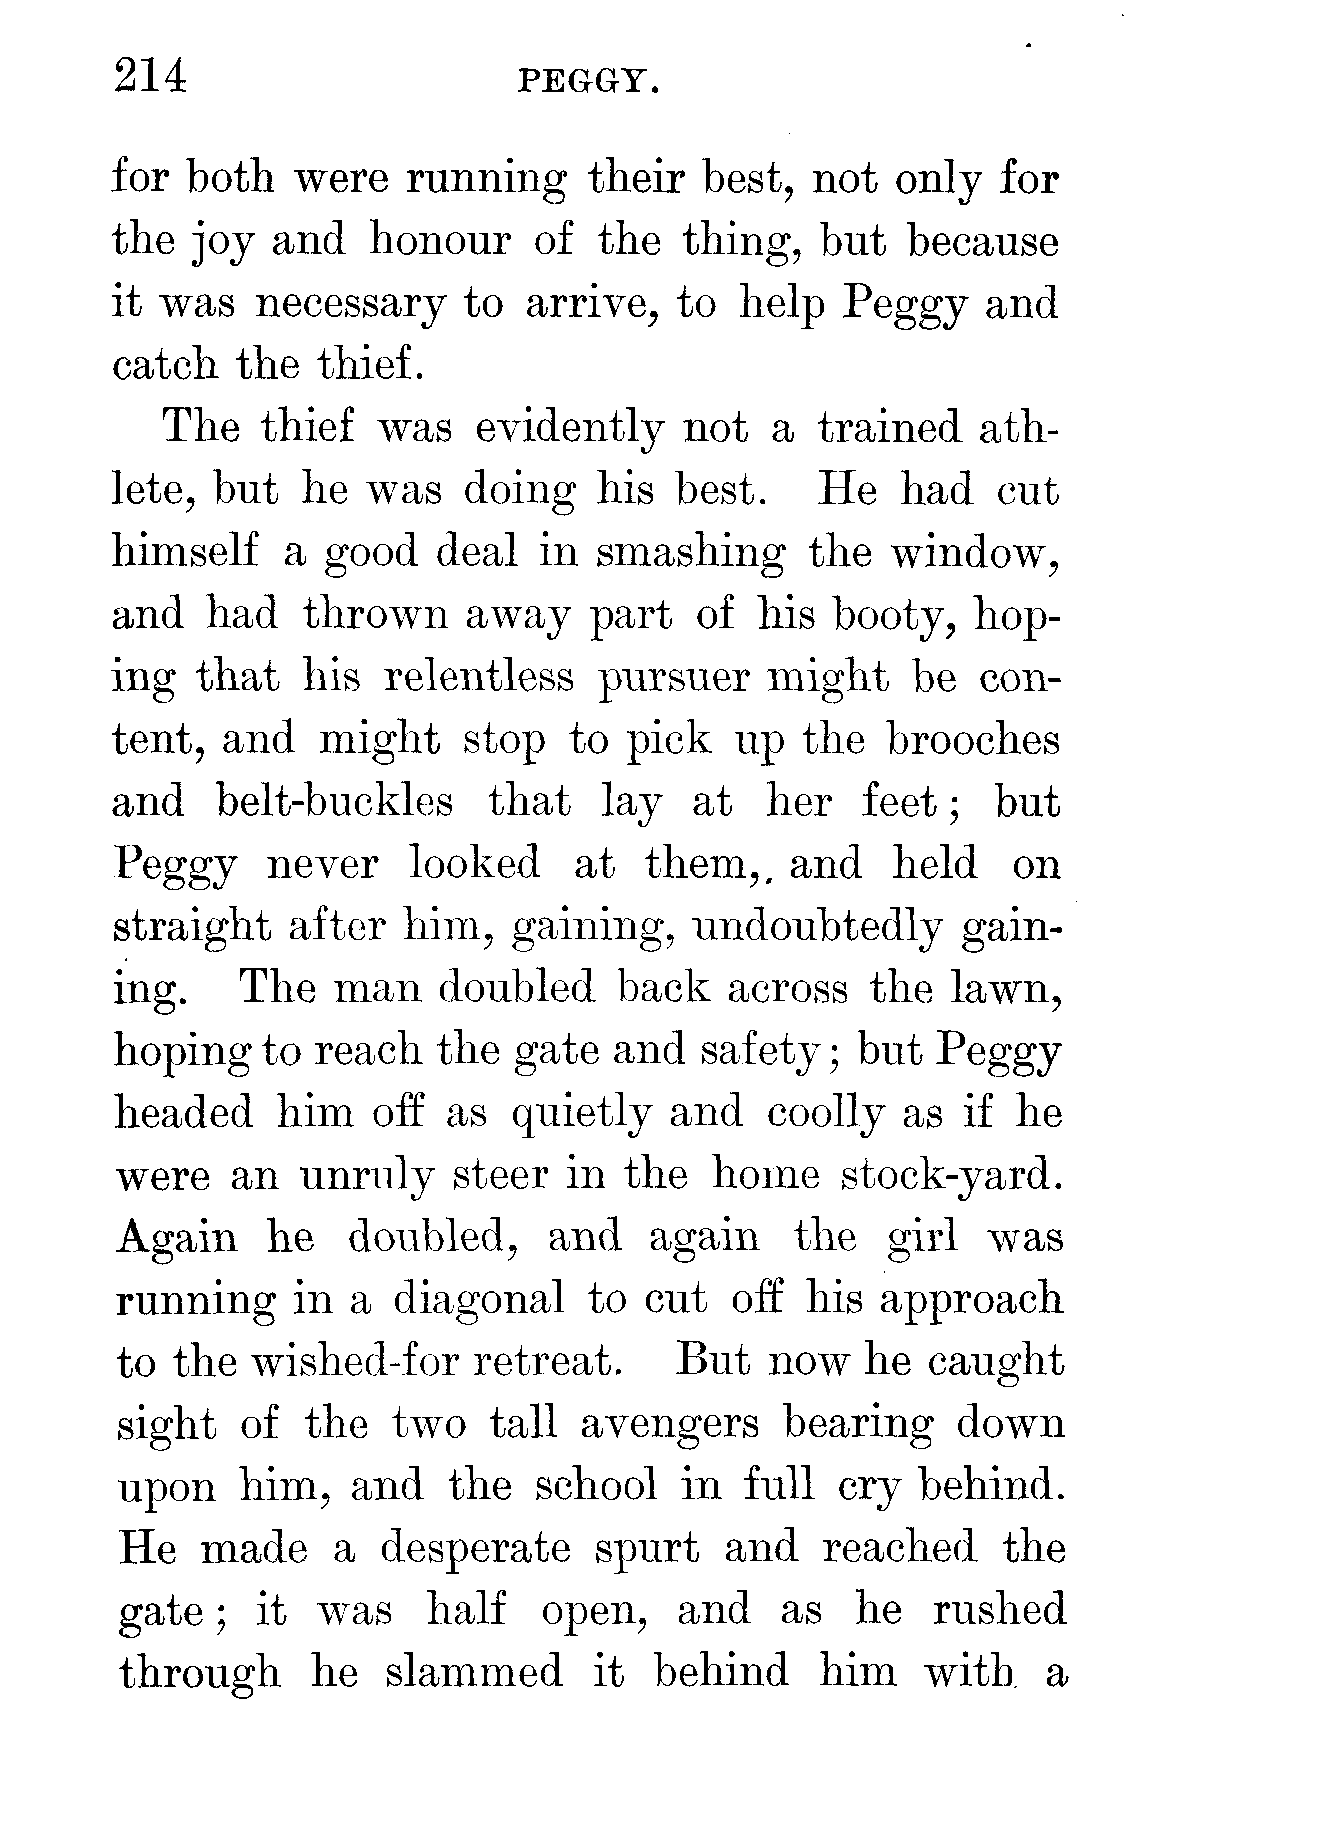 214 PEGGY.
for both were running their best, not only for
the joy and honour of the thing, but because
it was necessary to arrive, to help Peggy and
catch the thief.
The thief was evidently not a trained ath-
lete, but he was doing his best. He had cut
himself a good deal in smashing the window,
and had thrown away part of his booty, hop-
ing that his relentless pursuer might be con-
tent, and might stop to pick up the brooches
and belt-buckles that lay at her feet; but
Peggy never looked at them, and held on
straight after him, gaining, undoubtedly gain-
ing. The man doubled back across the lawn,
hoping to reach the gate and safety; but Peggy
headed him off as quietly and coolly as if he
were an unruly steer in the home stock-yard.
Again he doubled, and again the girl was
running in a diagonal to cut off his approach
to the wished-for retreat. But now he caught
sight of the two tall avengers bearing down
upon him, and the school in full cry behind.
He made a desperate spurt and reached the
gate; it was half open, and as he rushed
through he slammed it behind him with a